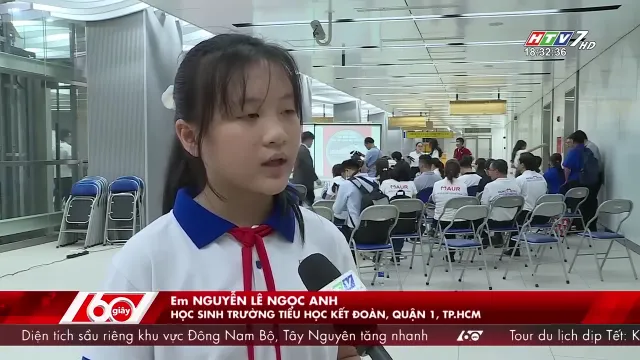 HTV7 HD
18:32:36
MAUR
MAUR
60 giây
Em NGUYỄN LÊ NGỌC ANH
HỌC SINH TRƯỜNG TIỂU HỌC KẾT ĐOÀN, QUẬN 1, TP.HCM
Diện tích sầu riêng khu vực Đông Nam Bộ, Tây Nguyên tăng nhanh
Tour du lịch dịp Tết: K